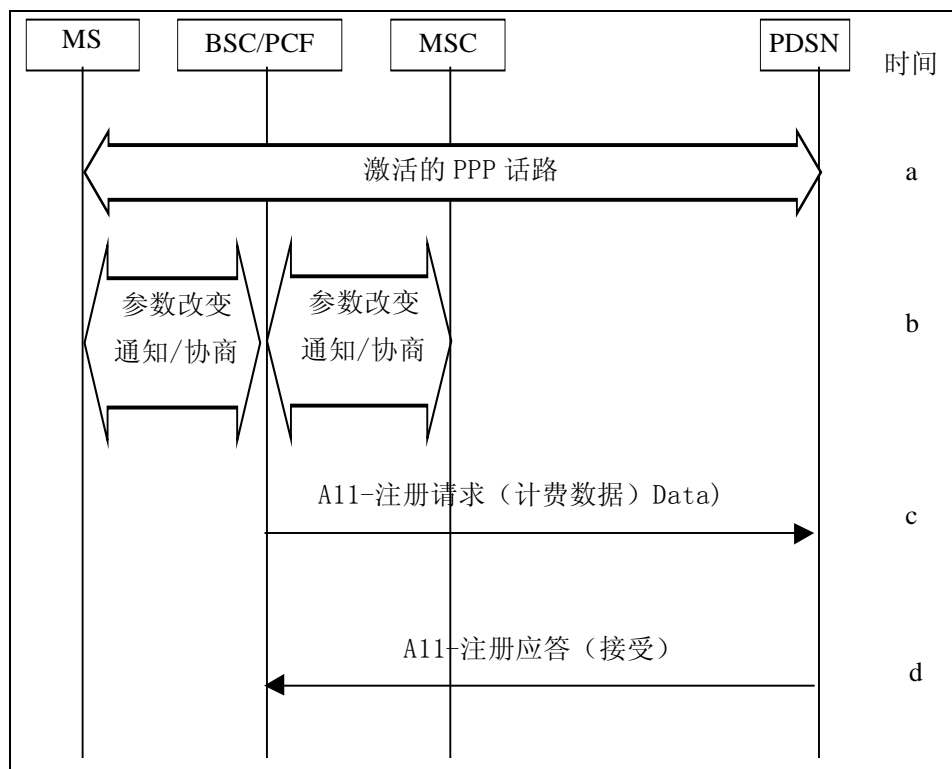 MS
BSC/PCF
MSC
PDSN
时间
激活的 PPP 话路
a
参数改变
通知/协商
参数改变
通知/协商
b
A11-注册请求（计费数据）Data)
c
A11-注册应答（接受）
d